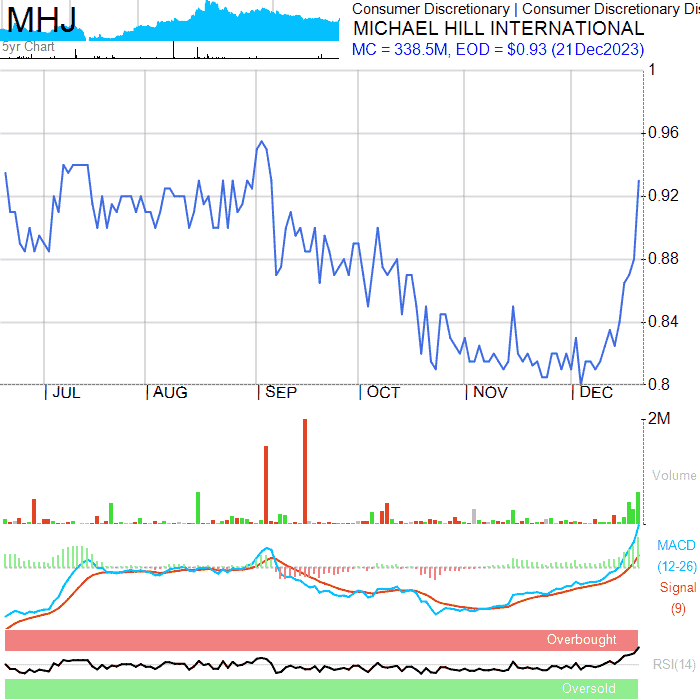 MHJ
5yr Chart
Consumer Discretionary | Consumer Discretionary Dis
MICHAEL HILL INTERNATIONAL
MC = 338.5M, EOD = $0.93 (21Dec2023)
1
0.96
0.92
0.88
0.84
0.8
JUL AUG SEP OCT NOV DEC
2M
Volume
MACD
(12-26)
Signal
(9)
Overbought
RSI(14)
Oversold